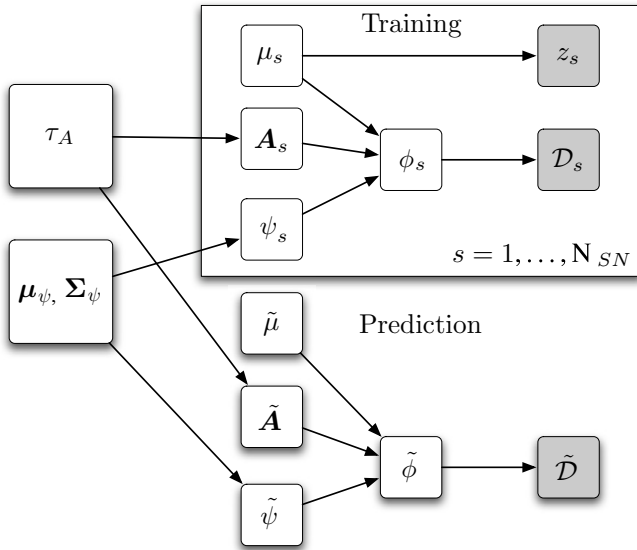 Training
μ_s
z_s
τ_A
A_s
φ_s
D_s
ψ_s
s = 1, ..., N_SN
μ_ψ, Σ_ψ
μ̃
Prediction
Ã
φ̃
D̃
ψ̃